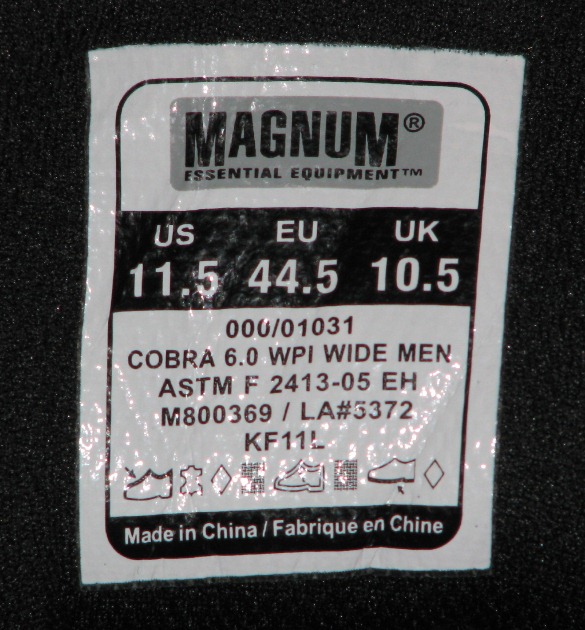 MAGNUM®
ESSENTIAL EQUIPMENT™
US EU UK
11.5 44.5 10.5
000/01031
COBRA 6.0 WPI WIDE MEN
ASTM F 2413-05 EH
M800369 / LA#5372
KF11L
Made in China / Fabrique en Chine